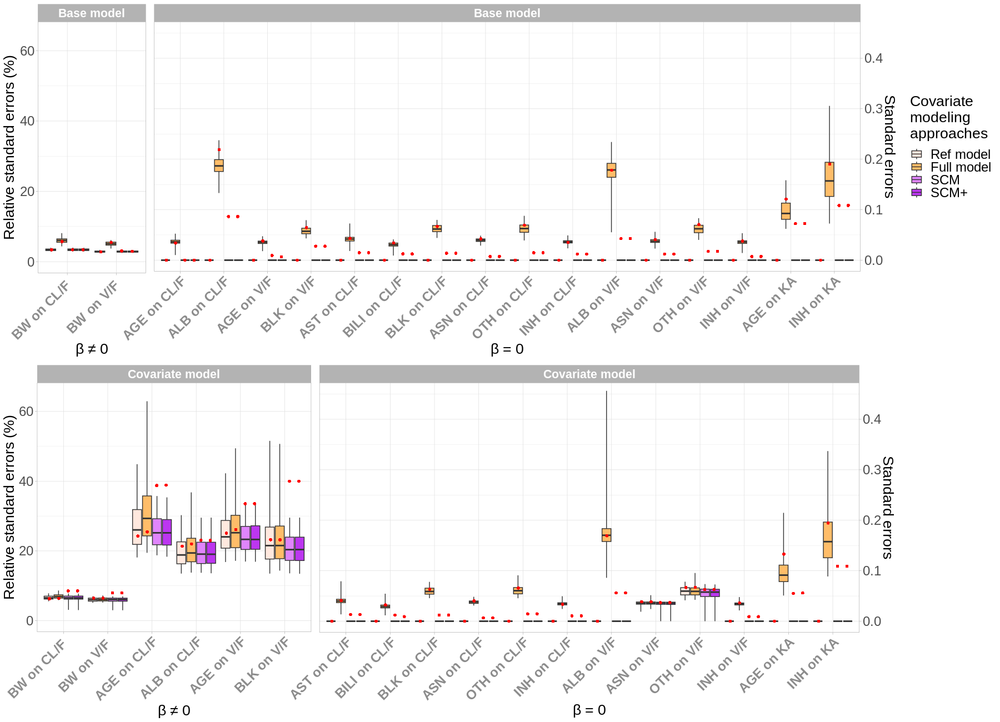 Base model
Base model
Relative standard errors (%)
60
40
20
0
0.4
0.3
0.2
0.1
0.0
Standard errors
BW on CL/F
BW on V/F
AGE on CL/F
ALB on CL/F
AGE on V/F
BLK on V/F
AST on CL/F
BILI on CL/F
BLK on CL/F
ASN on CL/F
OTH on CL/F
INH on CL/F
ALB on V/F
ASN on V/F
OTH on V/F
INH on V/F
AGE on KA
INH on KA
β ≠ 0
β = 0
Covariate
modeling
approaches
Ref model
Full model
SCM
SCM+
Covariate model
Covariate model
Relative standard errors (%)
60
40
20
0
0.4
0.3
0.2
0.1
0.0
Standard errors
BW on CL/F
BW on V/F
AGE on CL/F
ALB on CL/F
AGE on V/F
BLK on V/F
AST on CL/F
BILI on CL/F
BLK on CL/F
ASN on CL/F
OTH on CL/F
INH on CL/F
ALB on V/F
ASN on V/F
OTH on V/F
INH on V/F
AGE on KA
INH on KA
β ≠ 0
β = 0